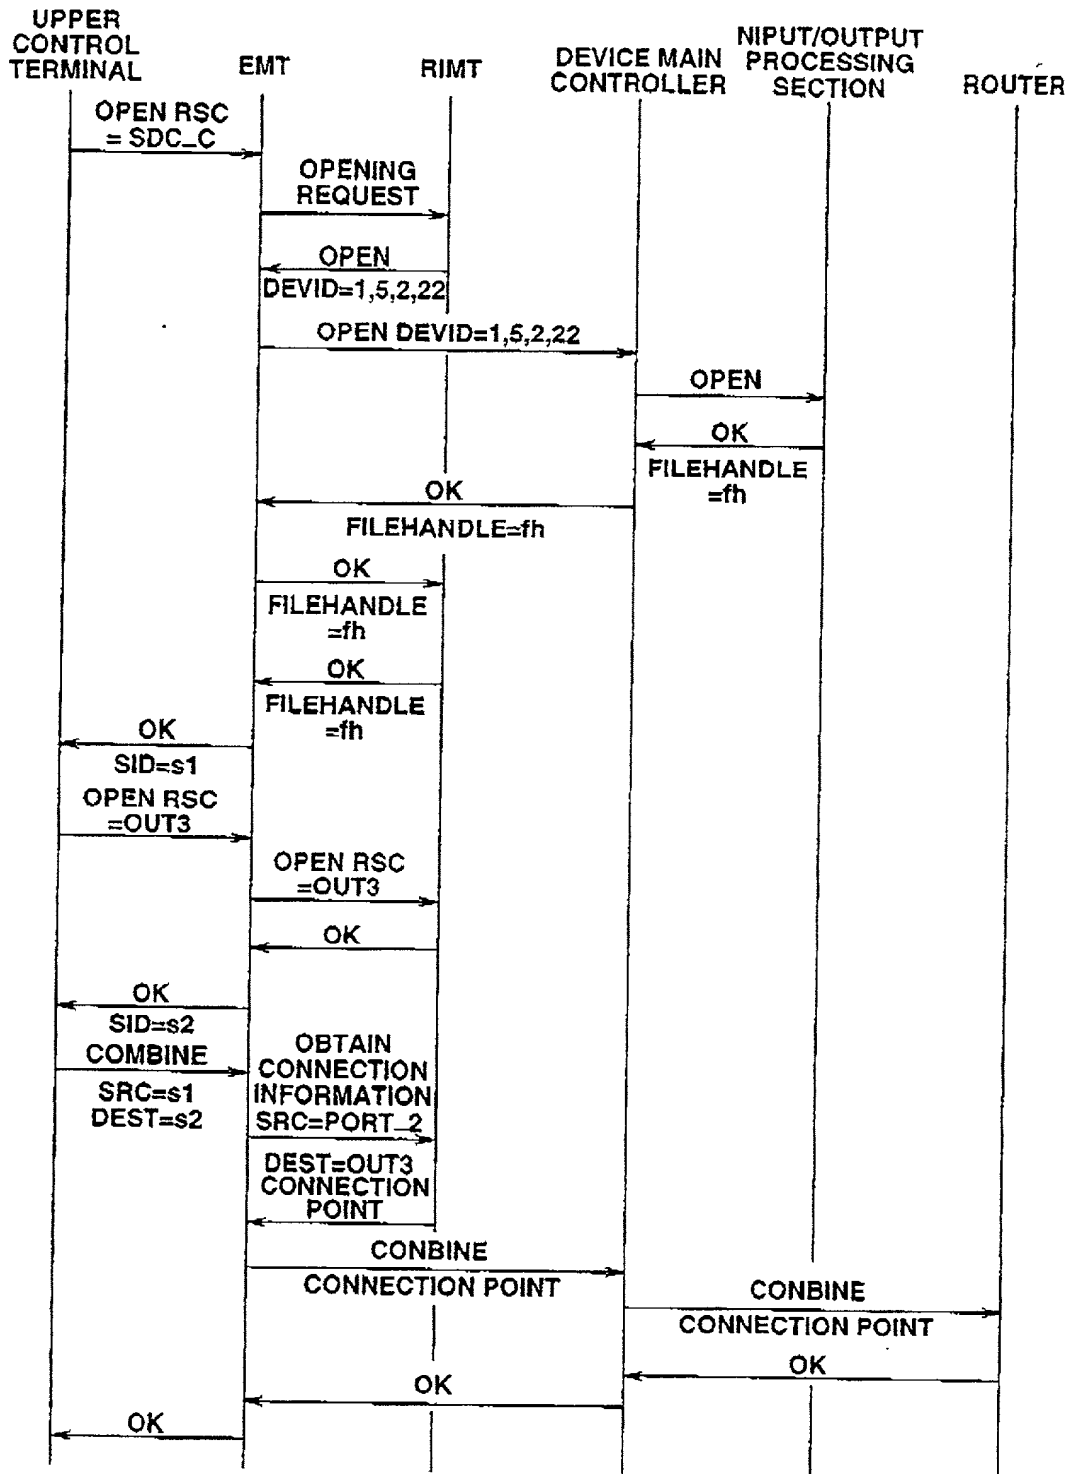 UPPER
CONTROL
TERMINAL
EMT
RIMT
DEVICE MAIN
CONTROLLER
NIPUT/OUTPUT
PROCESSING
SECTION
ROUTER
OPEN RSC
= SDC_C
OPENING
REQUEST
OPEN
DEVID=1,5,2,22
OPEN DEVID=1,5,2,22
OPEN
OK
FILEHANDLE
=fh
OK
FILEHANDLE=fh
OK
FILEHANDLE
=fh
OK
FILEHANDLE
=fh
OK
SID=s1
OPEN RSC
=OUT3
OPEN RSC
=OUT3
OK
OK
SID=s2
COMBINE
SRC=s1
DEST=s2
OBTAIN
CONNECTION
INFORMATION
SRC=PORT_2
DEST=OUT3
CONNECTION
POINT
CONBINE
CONNECTION POINT
CONBINE
CONNECTION POINT
OK
OK
OK